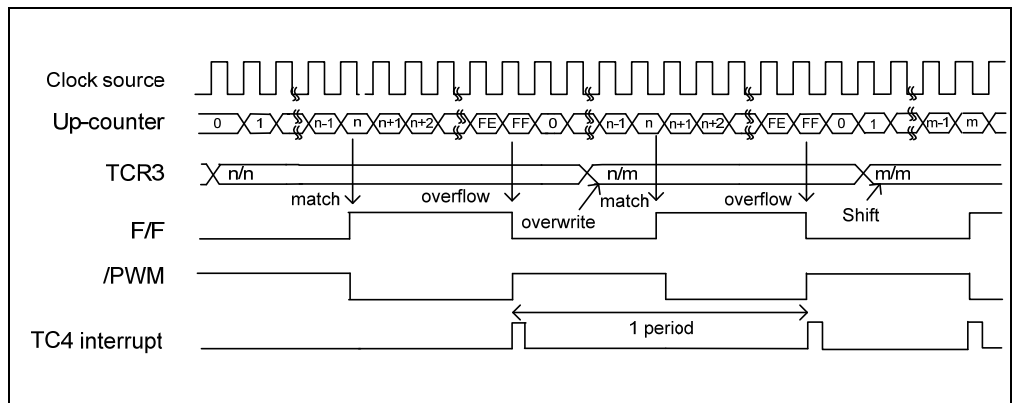 Clock source
Up-counter 0 1 n-1 n n+1 n+2 FE FF 0 n-1 n n+1 n+2 FE FF 0 1 m-1 m
TCR3 n/n n/m m/m
match overflow overwrite match overflow Shift
F/F
/PWM
1 period
TC4 interrupt